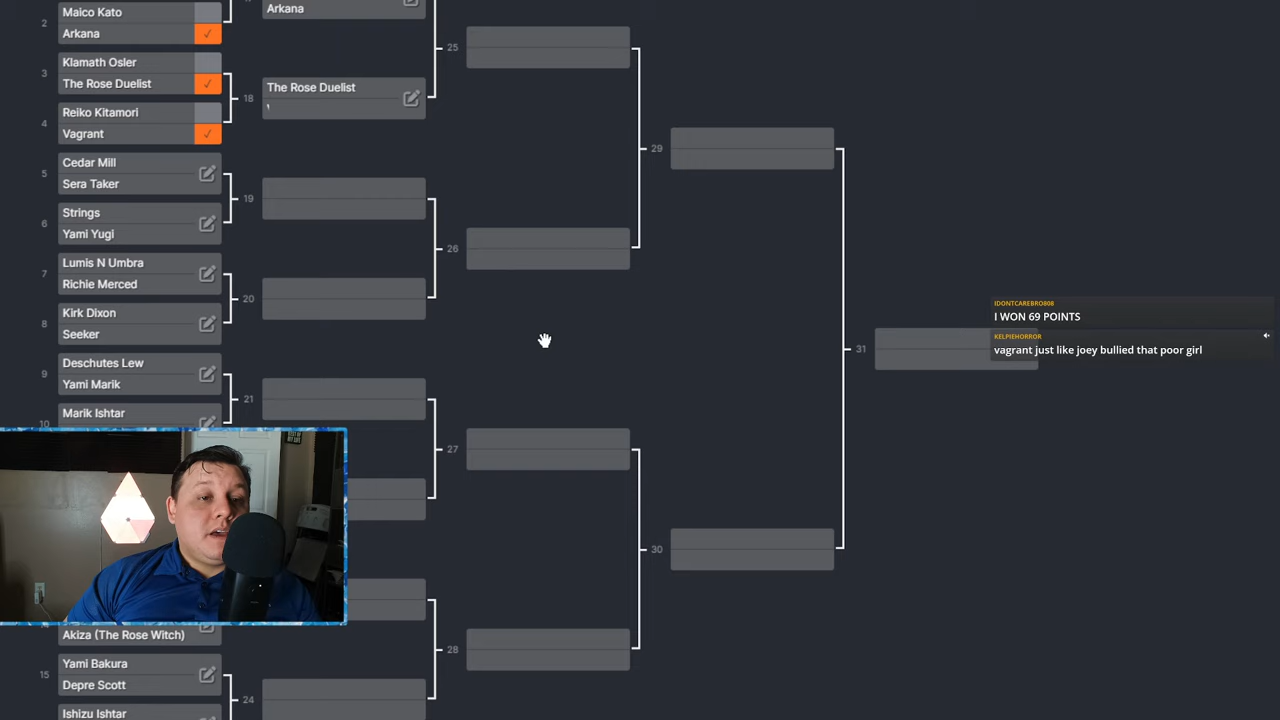 Maico Kato
2
Arkana ✓
Arkana
Klamath Osler
3
The Rose Duelist ✓
Reiko Kitamori
4
Vagrant ✓
18
The Rose Duelist
Cedar Mill
5
Sera Taker
Strings
6
Yami Yugi
19
Lumis N Umbra
7
Richie Merced
Kirk Dixon
8
Seeker
20
Deschutes Lew
9
Yami Marik
Marik Ishtar
10
21
Akiza (The Rose Witch)
Yami Bakura
15
Depre Scott
Ishizu Ishtar
24
25
26
27
28
29
30
31
IDONTCAREBRO808
I WON 69 POINTS
KELPIEHORROR
vagrant just like joey bullied that poor girl